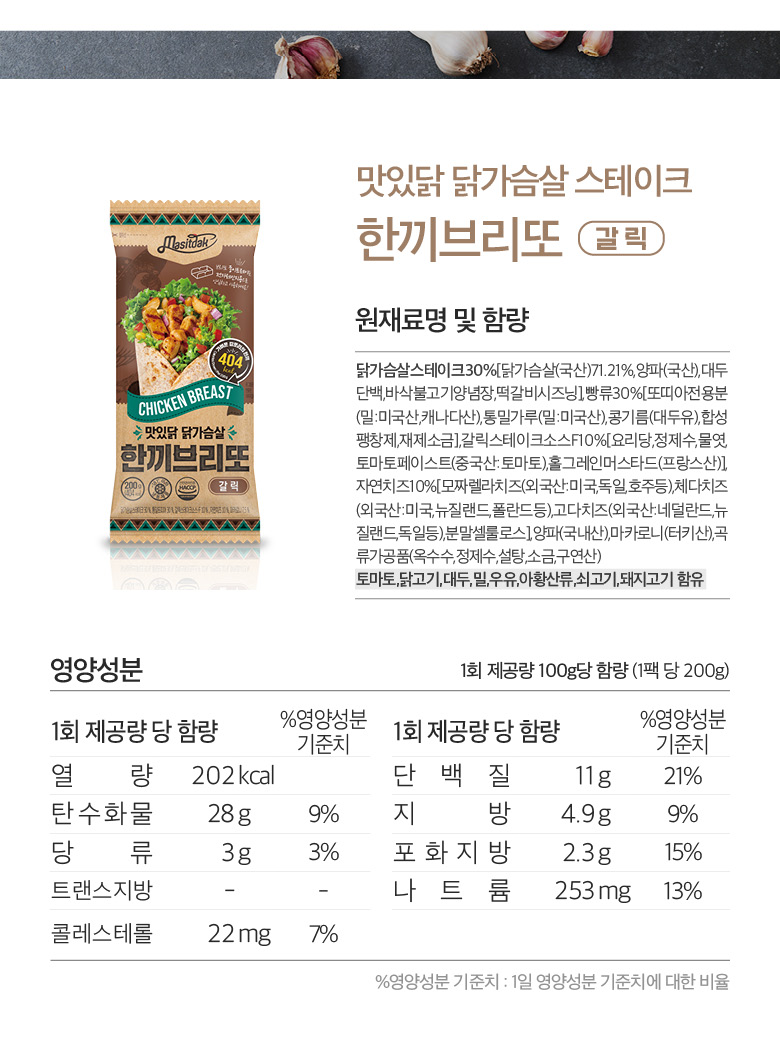 맛있닭 닭가슴살 스테이크
한끼브리또 갈릭
Masitdak
404
kcal
CHICKEN BREAST
맛있닭 닭가슴살
한끼브리또
200g
HACCP
갈릭
원재료명 및 함량
닭가슴살스테이크30%[닭가슴살(국산)71.21%,양파(국산),대두
단백,바삭불고기양념장,떡갈비시즈닝],빵류30%[또띠아전용분
(밀:미국산,캐나다산),통밀가루(밀:미국산),콩기름(대두유),합성
팽창제,재제소금],갈릭스테이크소스F10%[요리당,정제수,물엿,
토마토페이스트(중국산:토마토),홀그레인머스타드(프랑스산)],
자연치즈10%[모짜렐라치즈(외국산:미국,독일,호주등),체다치즈
(외국산:미국,뉴질랜드,폴란드등),고다치즈(외국산:네덜란드,뉴
질랜드,독일등),분말셀룰로스],양파(국내산),마카로니(터키산),곡
류가공품(옥수수,정제수,설탕,소금,구연산)
토마토,닭고기,대두,밀,우유,아황산류,쇠고기,돼지고기 함유
영양성분 1회 제공량 100g당 함량 (1팩 당 200g)
1회 제공량 당 함량 %영양성분 기준치
열량 202kcal
탄수화물 28g 9%
당류 3g 3%
트랜스지방 - -
콜레스테롤 22mg 7%
1회 제공량 당 함량 %영양성분 기준치
단백질 11g 21%
지방 4.9g 9%
포화지방 2.3g 15%
나트륨 253mg 13%
%영양성분 기준치 : 1일 영양성분 기준치에 대한 비율